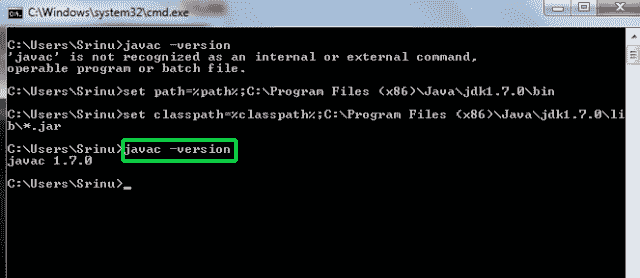 C:\Windows\system32\cmd.exe
C:\Users\Srinu>javac -version
'javac' is not recognized as an internal or external command,
operable program or batch file.
C:\Users\Srinu>set path=%path%;C:\Program Files (x86)\Java\jdk1.7.0\bin
C:\Users\Srinu>set classpath=%classpath%;C:\Program Files (x86)\Java\jdk1.7.0\li
b\*.jar
C:\Users\Srinu>javac -version
javac 1.7.0
C:\Users\Srinu>_